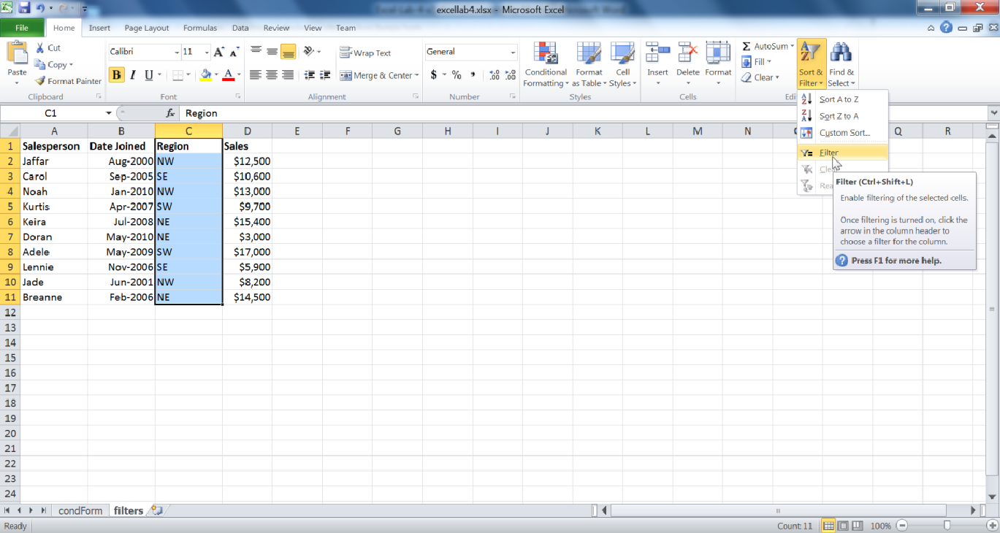 excellab4.xlsx - Microsoft Excel
File Home Insert Page Layout Formulas Data Review View Team
Paste
Cut
Copy
Format Painter
Clipboard
Calibri 11
B I U A
Font
Wrap Text
Merge & Center
Alignment
General
$ % ,
Number
Conditional Formatting
Format as Table
Cell Styles
Styles
Insert Delete Format
Cells
Σ AutoSum
Fill
Clear
Sort & Filter
Find & Select
Edi
C1 fx Region
A B C D E F G H I J K L M N Q R
1 Salesperson Date Joined Region Sales
2 Jaffar Aug-2000 NW $12,500
3 Carol Sep-2005 SE $10,600
4 Noah Jan-2010 NW $13,000
5 Kurtis Apr-2007 SW $9,700
6 Keira Jul-2008 NE $15,400
7 Doran May-2010 NE $3,000
8 Adele May-2009 SW $17,000
9 Lennie Nov-2006 SE $5,900
10 Jade Jun-2001 NW $8,200
11 Breanne Feb-2006 NE $14,500
12
13
14
15
16
17
18
19
20
21
22
23
24
Sort A to Z
Sort Z to A
Custom Sort...
Filter
Cle
Rea
Filter (Ctrl+Shift+L)
Enable filtering of the selected cells.
Once filtering is turned on, click the
arrow in the column header to
choose a filter for the column.
Press F1 for more help.
condForm filters
Ready Count: 11 100%